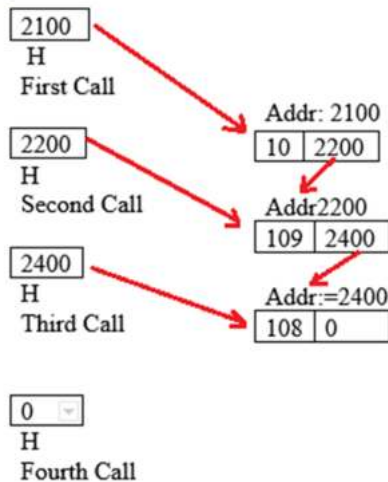 2100
H
First Call
Addr: 2100
10 2200
2200
H
Second Call
Addr2200
109 2400
2400
H
Third Call
Addr:=2400
108 0
0
H
Fourth Call